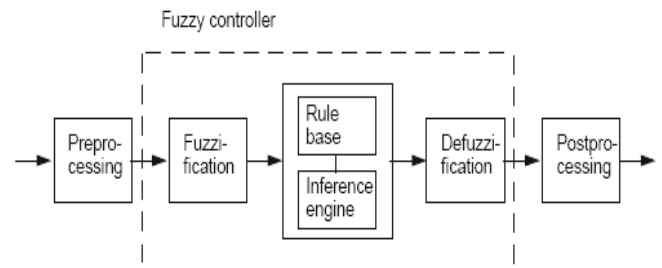 Fuzzy controller
Prepro-
cessing
Fuzzi-
fication
Rule
base
Inference
engine
Defuzzi-
fication
Postpro-
cessing